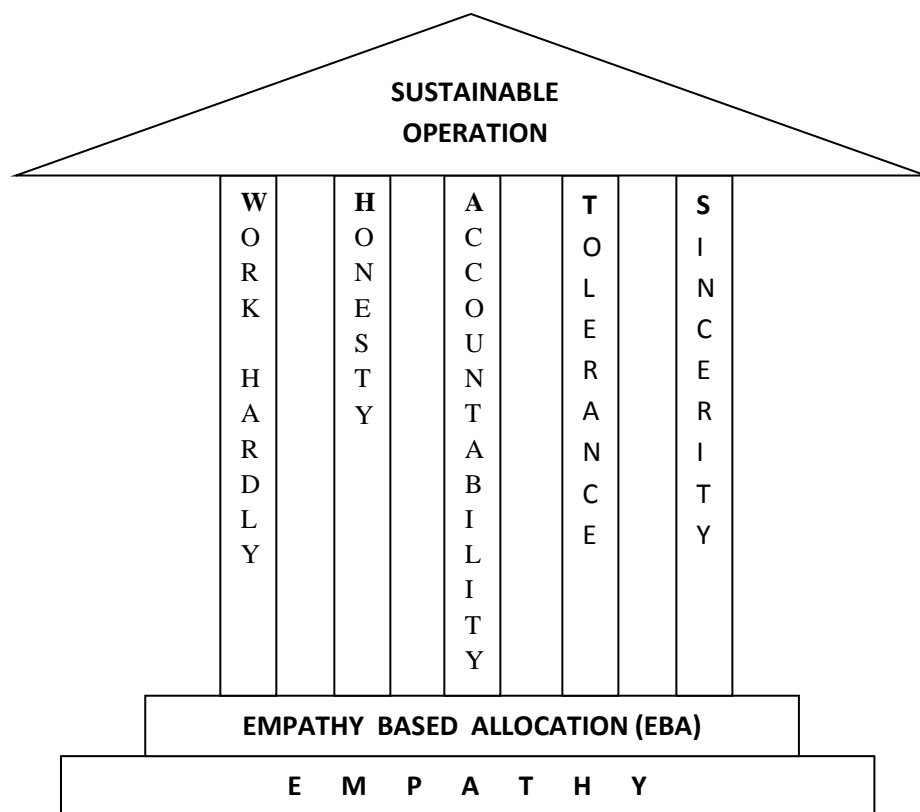 SUSTAINABLE
OPERATION
WORK HARDLY
HONESTY
ACCOUNTABILITY
TOLERANCE
SINCERITY
EMPATHY BASED ALLOCATION (EBA)
E M P A T H Y